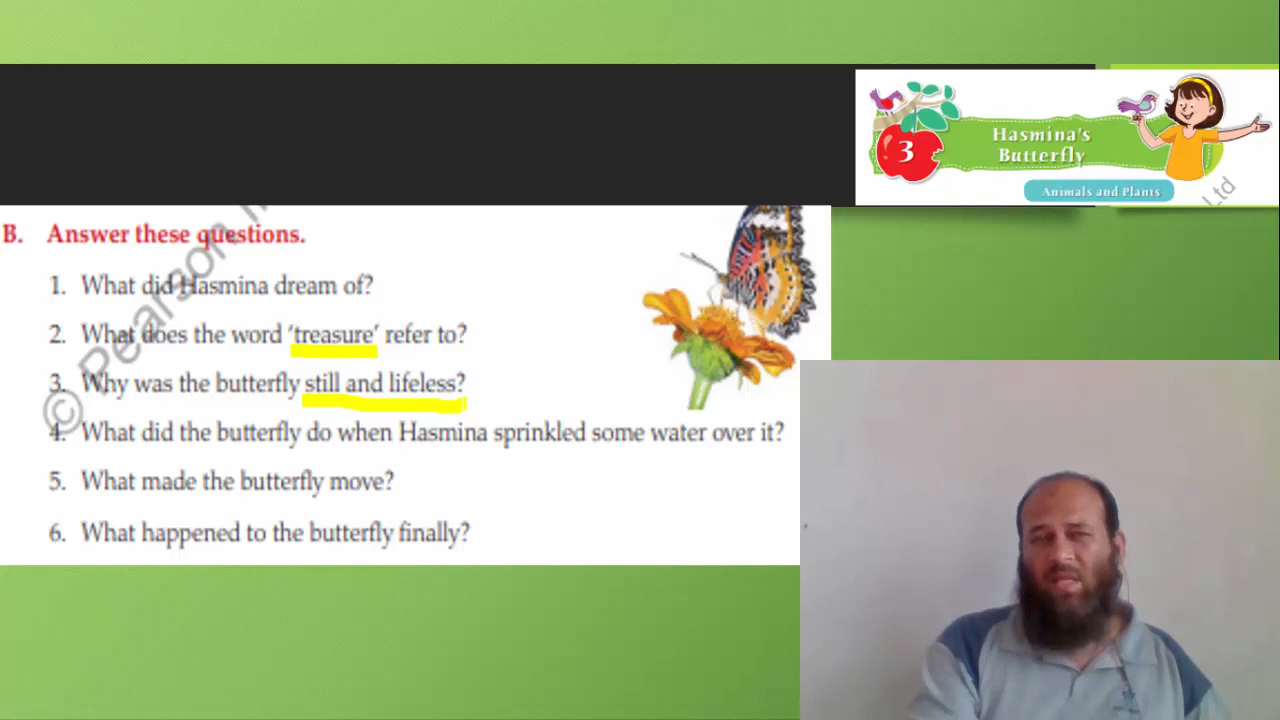 3
Hasmina's
Butterfly
Animals and Plants
Ltd
B. Answer these questions.
1. What did Hasmina dream of?
2. What does the word 'treasure' refer to?
3. Why was the butterfly still and lifeless?
4. What did the butterfly do when Hasmina sprinkled some water over it?
5. What made the butterfly move?
6. What happened to the butterfly finally?
© Pearson